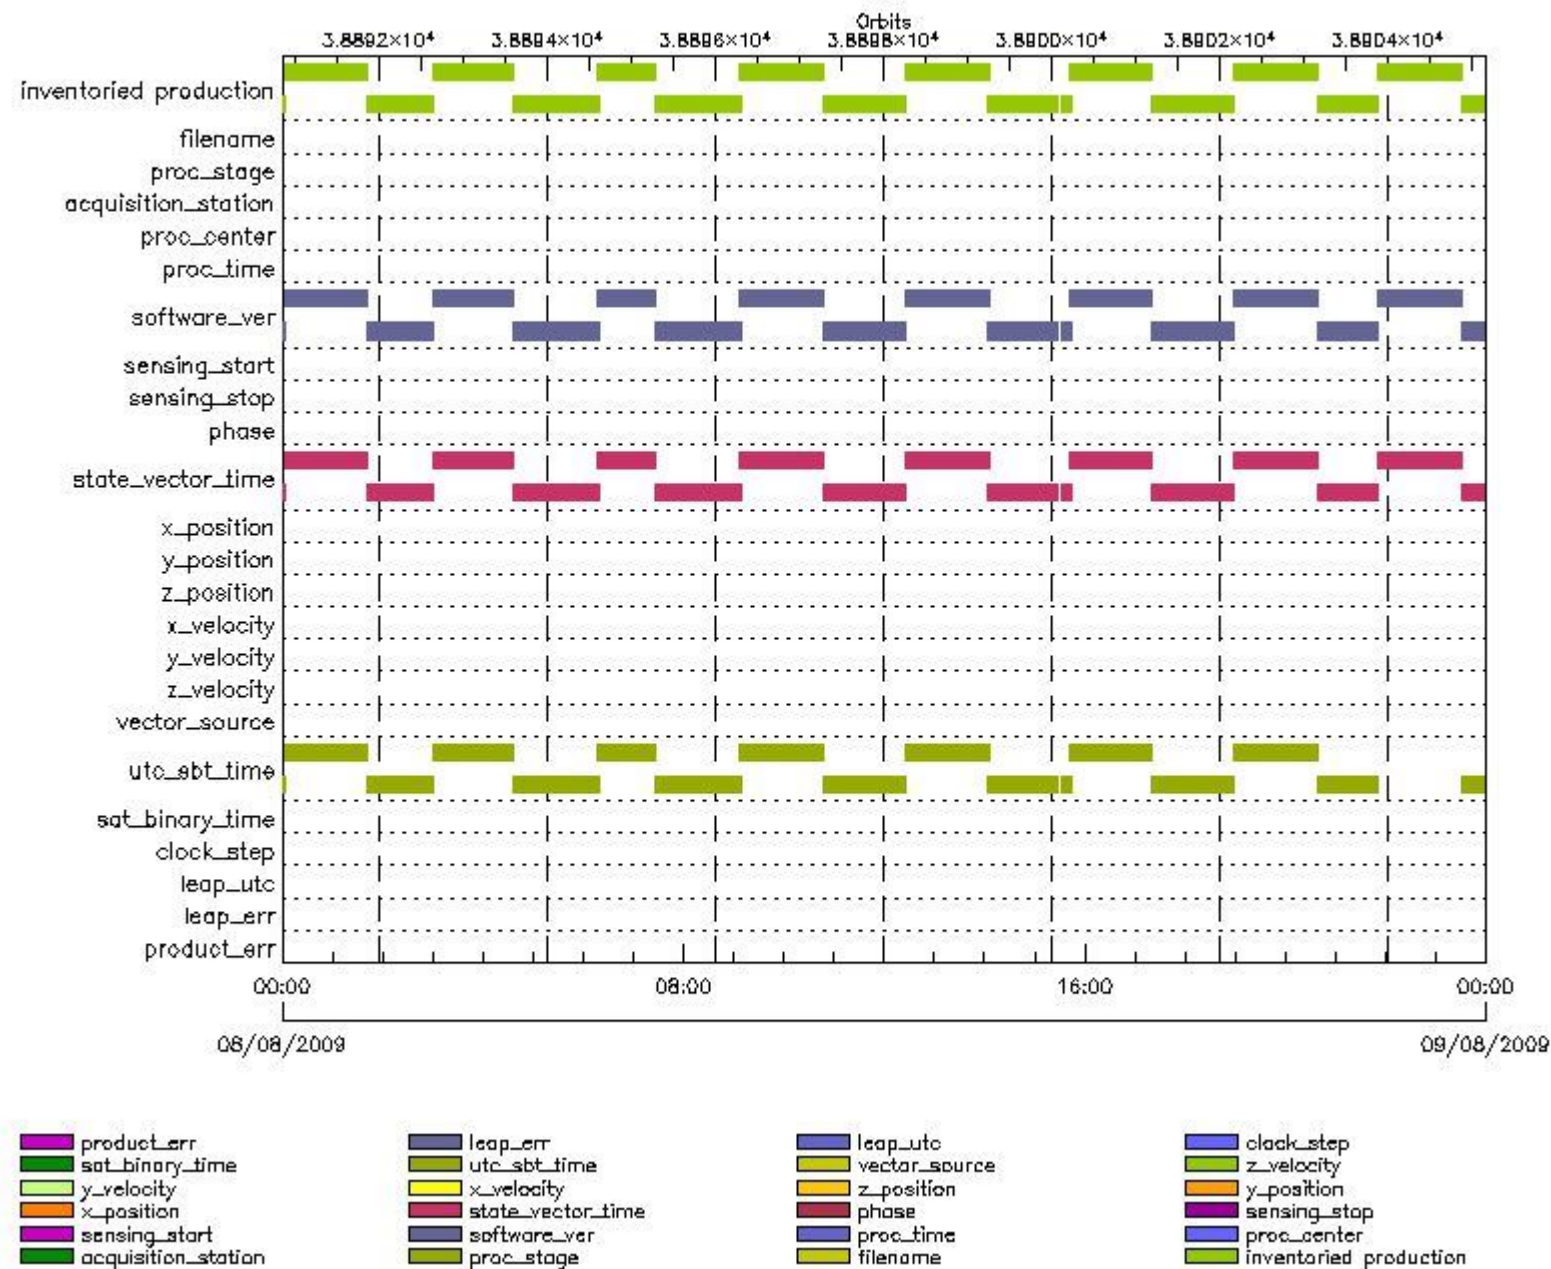 Orbits
3.8892×10⁴ 3.8894×10⁴ 3.8896×10⁴ 3.8898×10⁴ 3.8900×10⁴ 3.8902×10⁴ 3.8904×10⁴
inventoried production
filename
proc_stage
acquisition_station
proc_center
proc_time
software_ver
sensing_start
sensing_stop
phase
state_vector_time
x_position
y_position
z_position
x_velocity
y_velocity
z_velocity
vector_source
utc_sbt_time
sat_binary_time
clock_step
leap_utc
leap_err
product_err
00:00 08:00 16:00 00:00
08/08/2009 09/08/2009
product_err leap_err leap_utc clock_step
sat_binary_time utc_sbt_time vector_source z_velocity
y_velocity x_velocity z_position y_position
x_position state_vector_time phase sensing_stop
sensing_start software_ver proc_time proc_center
acquisition_station proc_stage filename inventoried production